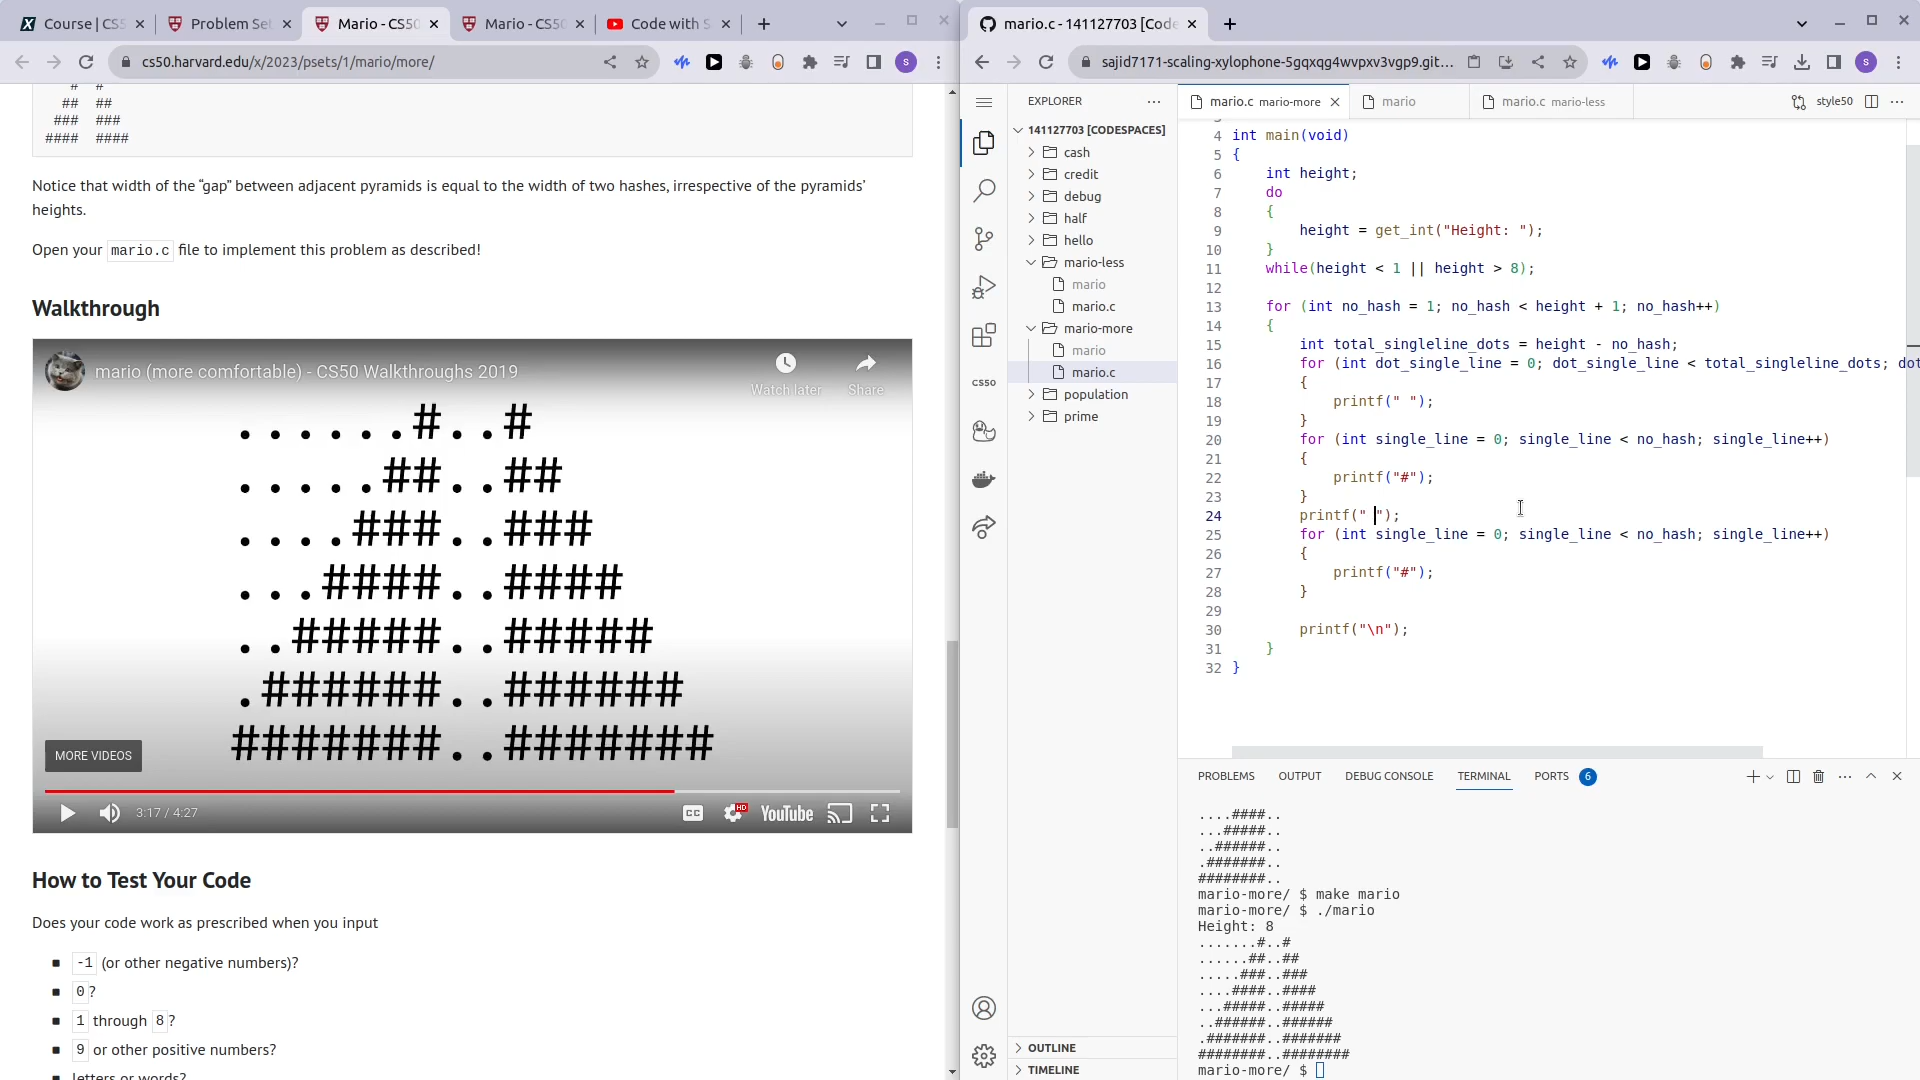 Course | CS5
Problem Se
Mario - CS50
Mario - CS50
Code with S
cs50.harvard.edu/x/2023/psets/1/mario/more/
#  #
##  ##
###  ###
####  ####
Notice that width of the “gap” between adjacent pyramids is equal to the width of two hashes, irrespective of the pyramids’
heights.
Open your mario.c file to implement this problem as described!
Walkthrough
mario (more comfortable) - CS50 Walkthroughs 2019
Watch later
Share
......#..#
.....##..##
....###..###
...####..####
..#####..#####
.######..######
#######..#######
MORE VIDEOS
3:17 / 4:27
CC
HD
YouTube
How to Test Your Code
Does your code work as prescribed when you input
-1 (or other negative numbers)?
0?
1 through 8?
9 or other positive numbers?
letters or words?
mario.c - 141127703 [Code
sajid7171-scaling-xylophone-5gqxqg4wvpxv3vgp9.git...
S
S
EXPLORER
141127703 [CODESPACES]
cash
credit
debug
half
hello
mario-less
mario
mario.c
mario-more
mario
mario.c
population
prime
OUTLINE
TIMELINE
CS50
mario.c mario-more
mario
mario.c mario-less
style50
4 int main(void)
5 {
6     int height;
7     do
8     {
9         height = get_int("Height: ");
10     }
11     while(height < 1 || height > 8);
12
13     for (int no_hash = 1; no_hash < height + 1; no_hash++)
14     {
15         int total_singleline_dots = height - no_hash;
16         for (int dot_single_line = 0; dot_single_line < total_singleline_dots; dot
17         {
18             printf(" ");
19         }
20         for (int single_line = 0; single_line < no_hash; single_line++)
21         {
22             printf("#");
23         }
24         printf("  ");
25         for (int single_line = 0; single_line < no_hash; single_line++)
26         {
27             printf("#");
28         }
29
30         printf("\n");
31     }
32 }
PROBLEMS
OUTPUT
DEBUG CONSOLE
TERMINAL
PORTS 6
....####..
...#####..
..######..
.#######..
########..
mario-more/ $ make mario
mario-more/ $ ./mario
Height: 8
.......#..#
......##..##
.....###..###
....####..####
...#####..#####
..######..######
.#######..#######
########..########
mario-more/ $